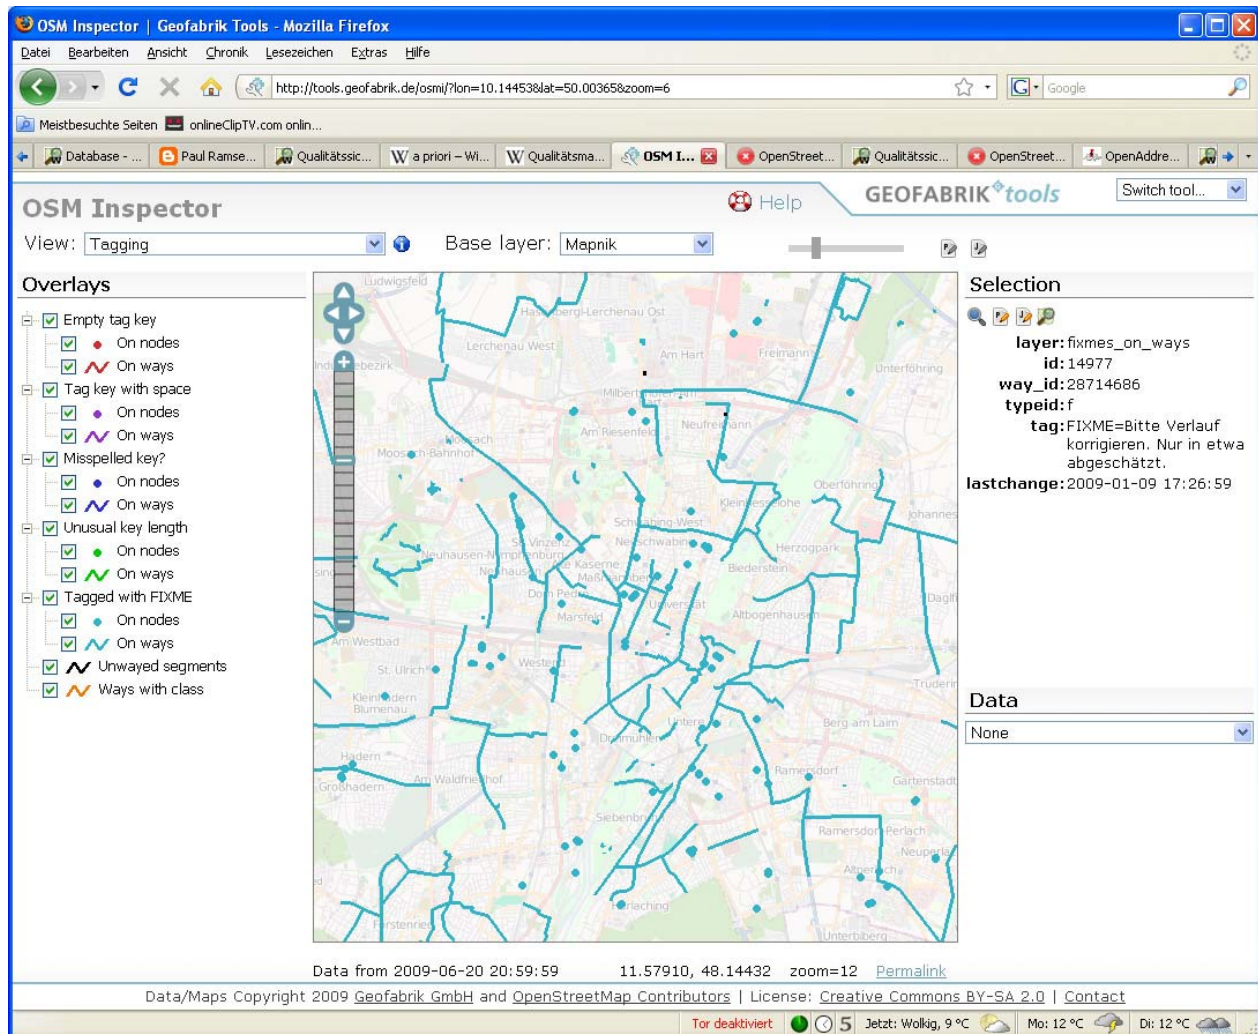 OSM Inspector | Geofabrik Tools - Mozilla Firefox
Datei Bearbeiten Ansicht Chronik Lesezeichen Extras Hilfe
http://tools.geofabrik.de/osmi/?lon=10.14453&lat=50.00365&zoom=6
Google
Meistbesuchte Seiten onlineClipTV.com onlin...
Database - ... Paul Ramse... Qualitätssic... a priori – Wi... Qualitätsma... OSM I... OpenStreet... Qualitätssic... OpenStreet... OpenAddre...
OSM Inspector
Help
GEOFABRIK tools
Switch tool...
View: Tagging
Base layer: Mapnik
Overlays
Empty tag key
On nodes
On ways
Tag key with space
On nodes
On ways
Misspelled key?
On nodes
On ways
Unusual key length
On nodes
On ways
Tagged with FIXME
On nodes
On ways
Unwayed segments
Ways with class
Ludwigsfeld
Lerchenau West
Am Hart
Freimann
Unterföhring
Am Riesenfeld
Neufreimann
Moosach
Moosach-Bahnhof
Oberföhring
Schwabing-West
Neuschwabing
Herzogpark
Biederstein
Marsfeld
Universität
Altbogenhausen
Am Westbad
St. Ulrich
Westend
Kleinhadern
Blumenau
Berg am Laim
Hadern
Großhadern
Am Waldfriedhof
Ramersdorf
Gartenstadt
Siebenbrunn
Ramersdorf-Perlach
Altperlach
Harlaching
Forstenried
Unterbiberg
Selection
layer: fixmes_on_ways
id: 14977
way_id: 28714686
typeid: f
tag: FIXME=Bitte Verlauf
korrigieren. Nur in etwa
abgeschätzt.
lastchange: 2009-01-09 17:26:59
Data
None
Data from 2009-06-20 20:59:59 11.57910, 48.14432 zoom=12 Permalink
Data/Maps Copyright 2009 Geofabrik GmbH and OpenStreetMap Contributors | License: Creative Commons BY-SA 2.0 | Contact
Tor deaktiviert 5 Jetzt: Wolkig, 9 °C Mo: 12 °C Di: 12 °C